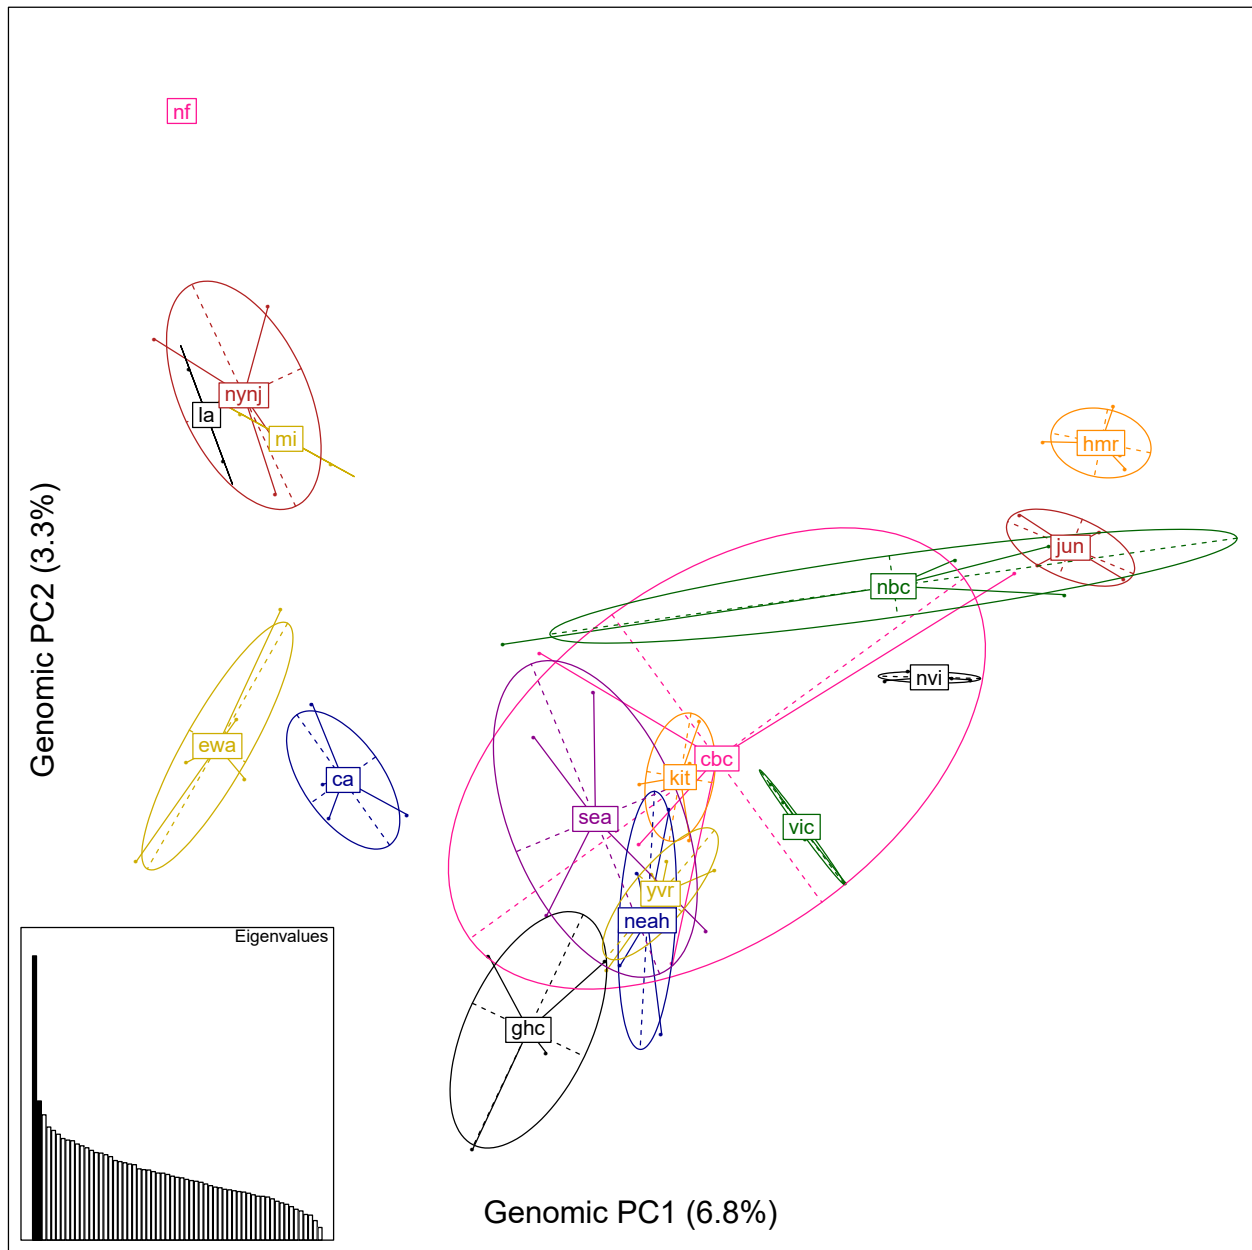 nf
nynj
la
mi
hmr
jun
nbc
nvi
Genomic PC2 (3.3%)
ewa
ca
cbc
kit
sea
vic
yvr
neah
Eigenvalues
ghc
Genomic PC1 (6.8%)